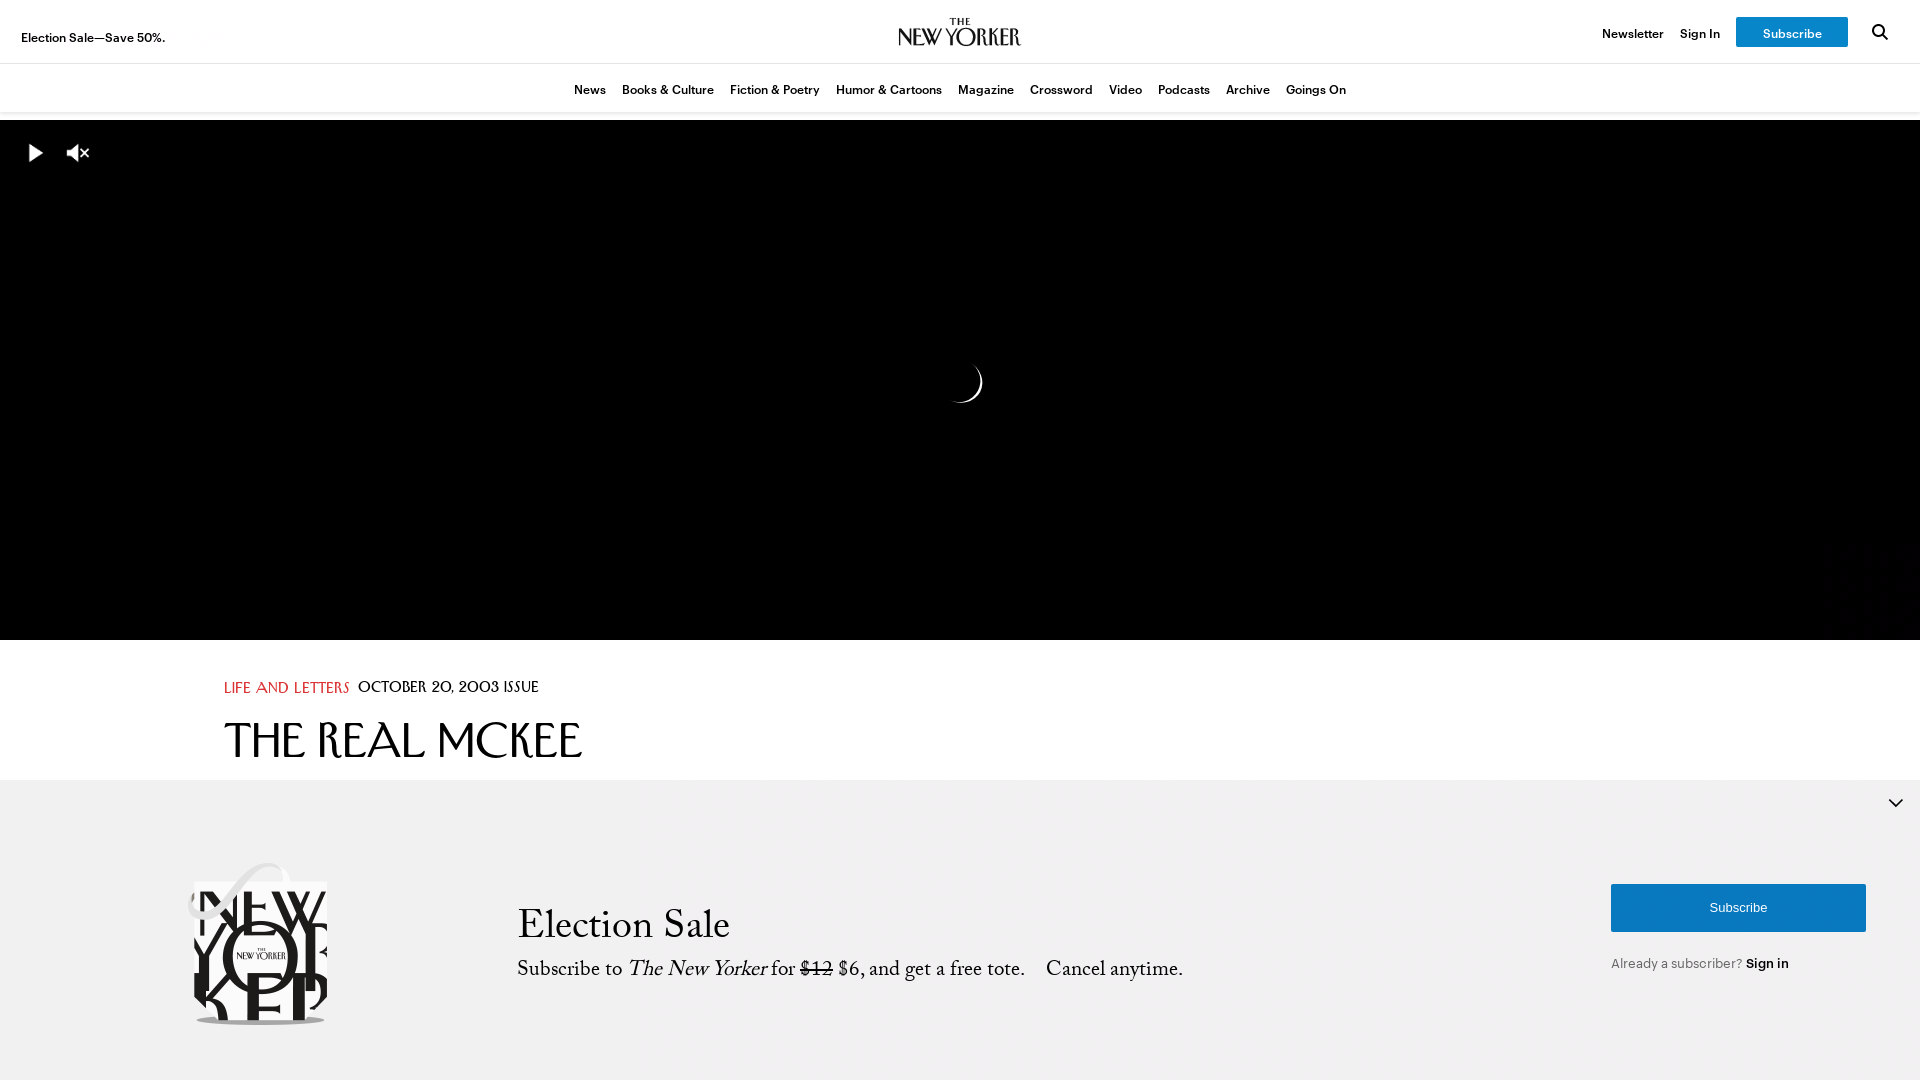 Election Sale—Save 50%.
THE
NEW YORKER
Newsletter
Sign In
Subscribe
News
Books & Culture
Fiction & Poetry
Humor & Cartoons
Magazine
Crossword
Video
Podcasts
Archive
Goings On
LIFE AND LETTERS
OCTOBER 20, 2003 ISSUE
THE REAL MCKEE
NEW
YOR
KER
THE
NEW YORKER
Election Sale
Subscribe to The New Yorker for $12 $6, and get a free tote. Cancel anytime.
Subscribe
Already a subscriber? Sign in